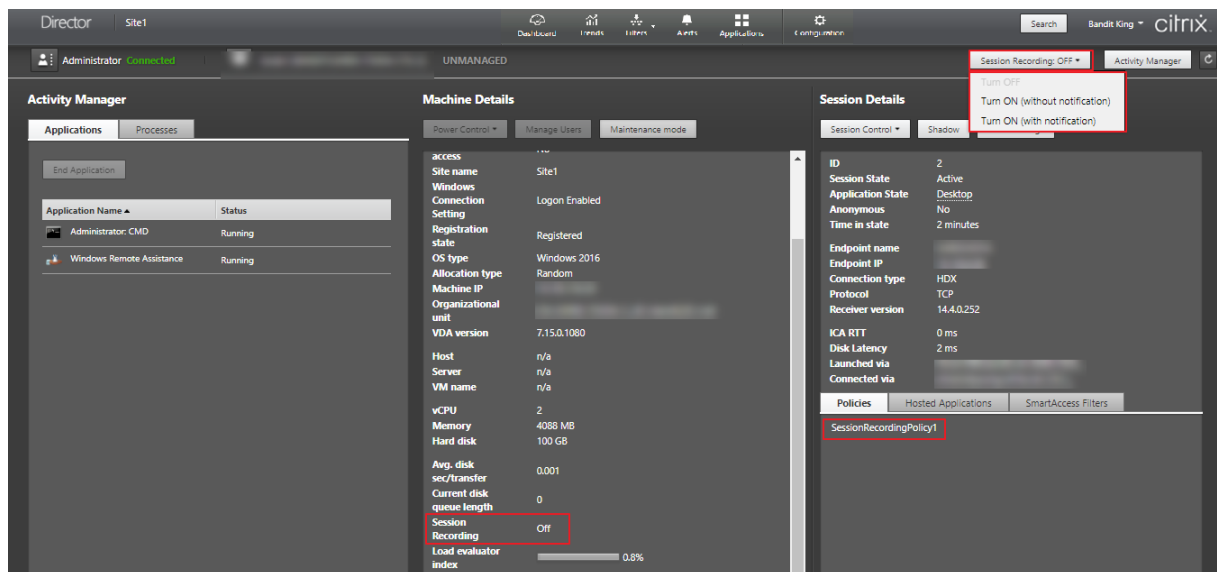 Director Site1
Dashboard Trends Filters Alerts Applications Configuration
Search Bandit King citrix
Administrator Connected UNMANAGED
Session Recording: OFF Activity Manager
Turn OFF
Turn ON (without notification)
Turn ON (with notification)
Activity Manager
Applications Processes
End Application
Application Name Status
Administrator: CMD Running
Windows Remote Assistance Running
Machine Details
Power Control Manage Users Maintenance mode
access No
Site name Site1
Windows
Connection Logon Enabled
Setting
Registration
state Registered
OS type Windows 2016
Allocation type Random
Machine IP
Organizational
unit
VDA version 7.15.0.1080
Host n/a
Server n/a
VM name n/a
vCPU 2
Memory 4088 MB
Hard disk 100 GB
Avg. disk
sec/transfer 0.001
Current disk
queue length 0
Session
Recording Off
Load evaluator
index 0.8%
Session Details
Session Control Shadow
ID 2
Session State Active
Application State Desktop
Anonymous No
Time in state 2 minutes
Endpoint name
Endpoint IP
Connection type HDX
Protocol TCP
Receiver version 14.4.0.252
ICA RTT 0 ms
Disk Latency 2 ms
Launched via
Connected via
Policies Hosted Applications SmartAccess Filters
SessionRecordingPolicy1